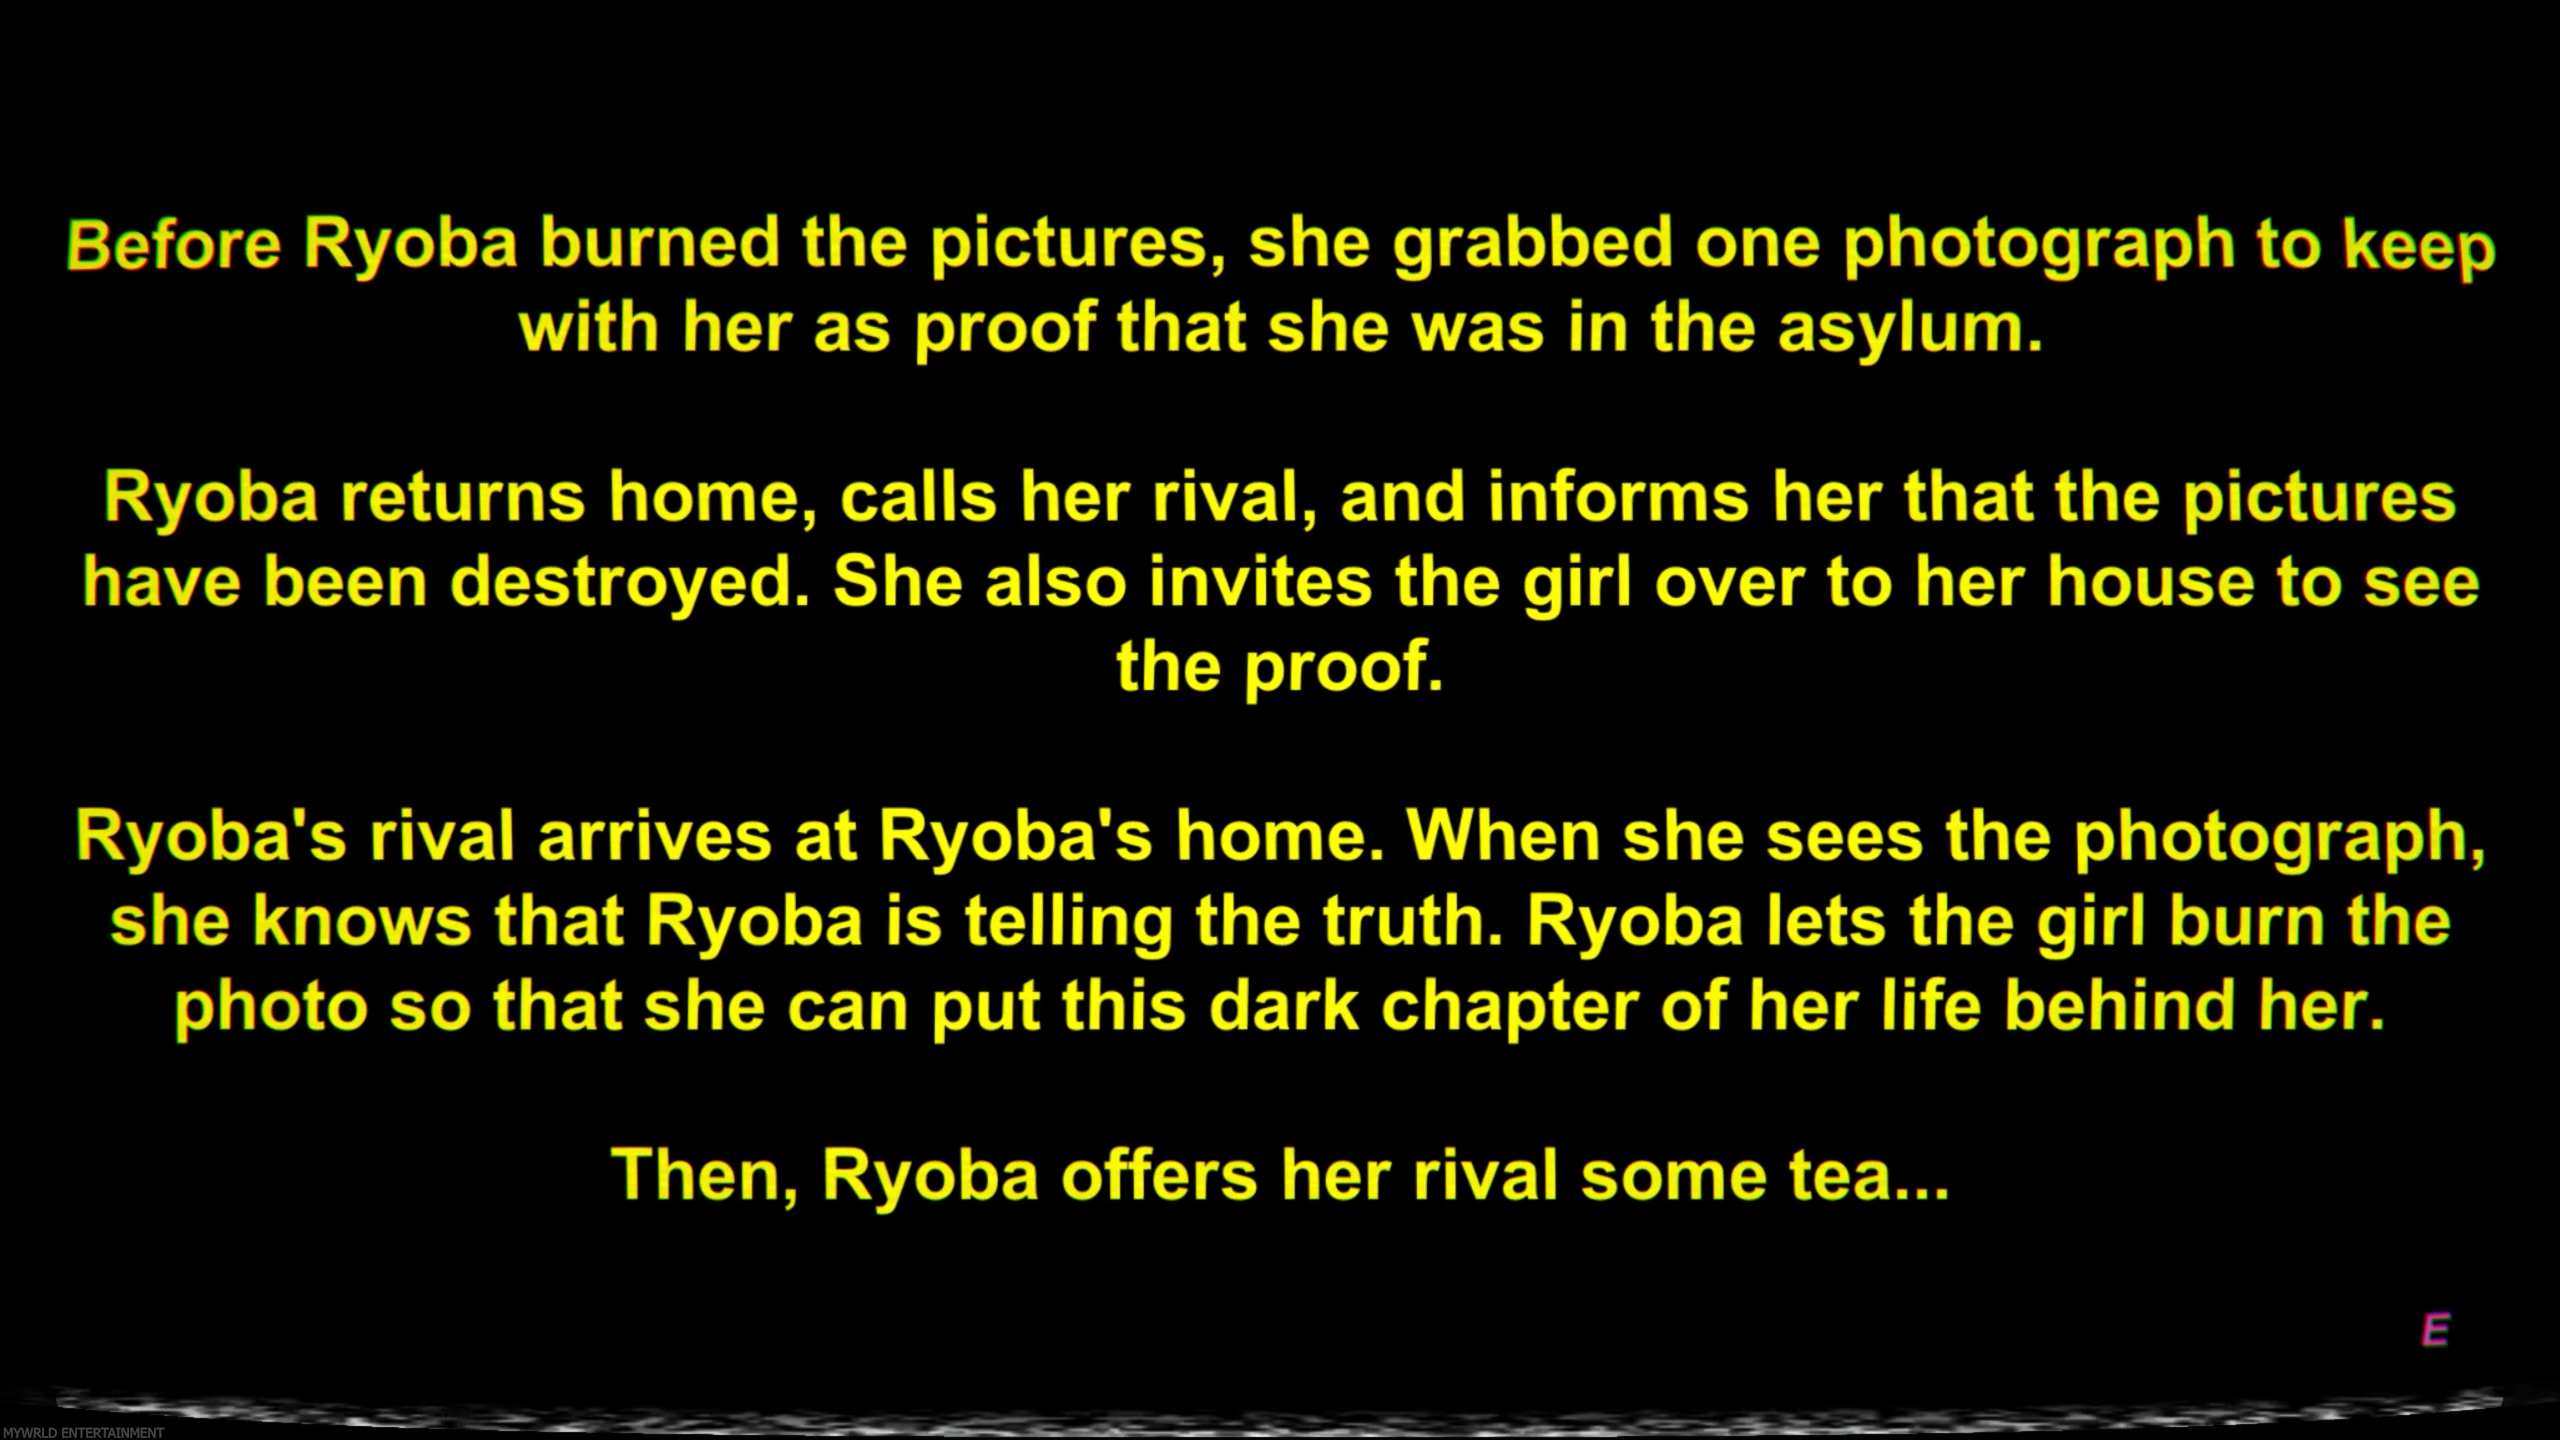 Before Ryoba burned the pictures, she grabbed one photograph to keep
with her as proof that she was in the asylum.
Ryoba returns home, calls her rival, and informs her that the pictures
have been destroyed. She also invites the girl over to her house to see
the proof.
Ryoba's rival arrives at Ryoba's home. When she sees the photograph,
she knows that Ryoba is telling the truth. Ryoba lets the girl burn the
photo so that she can put this dark chapter of her life behind her.
Then, Ryoba offers her rival some tea...
E
MYWRLD ENTERTAINMENT